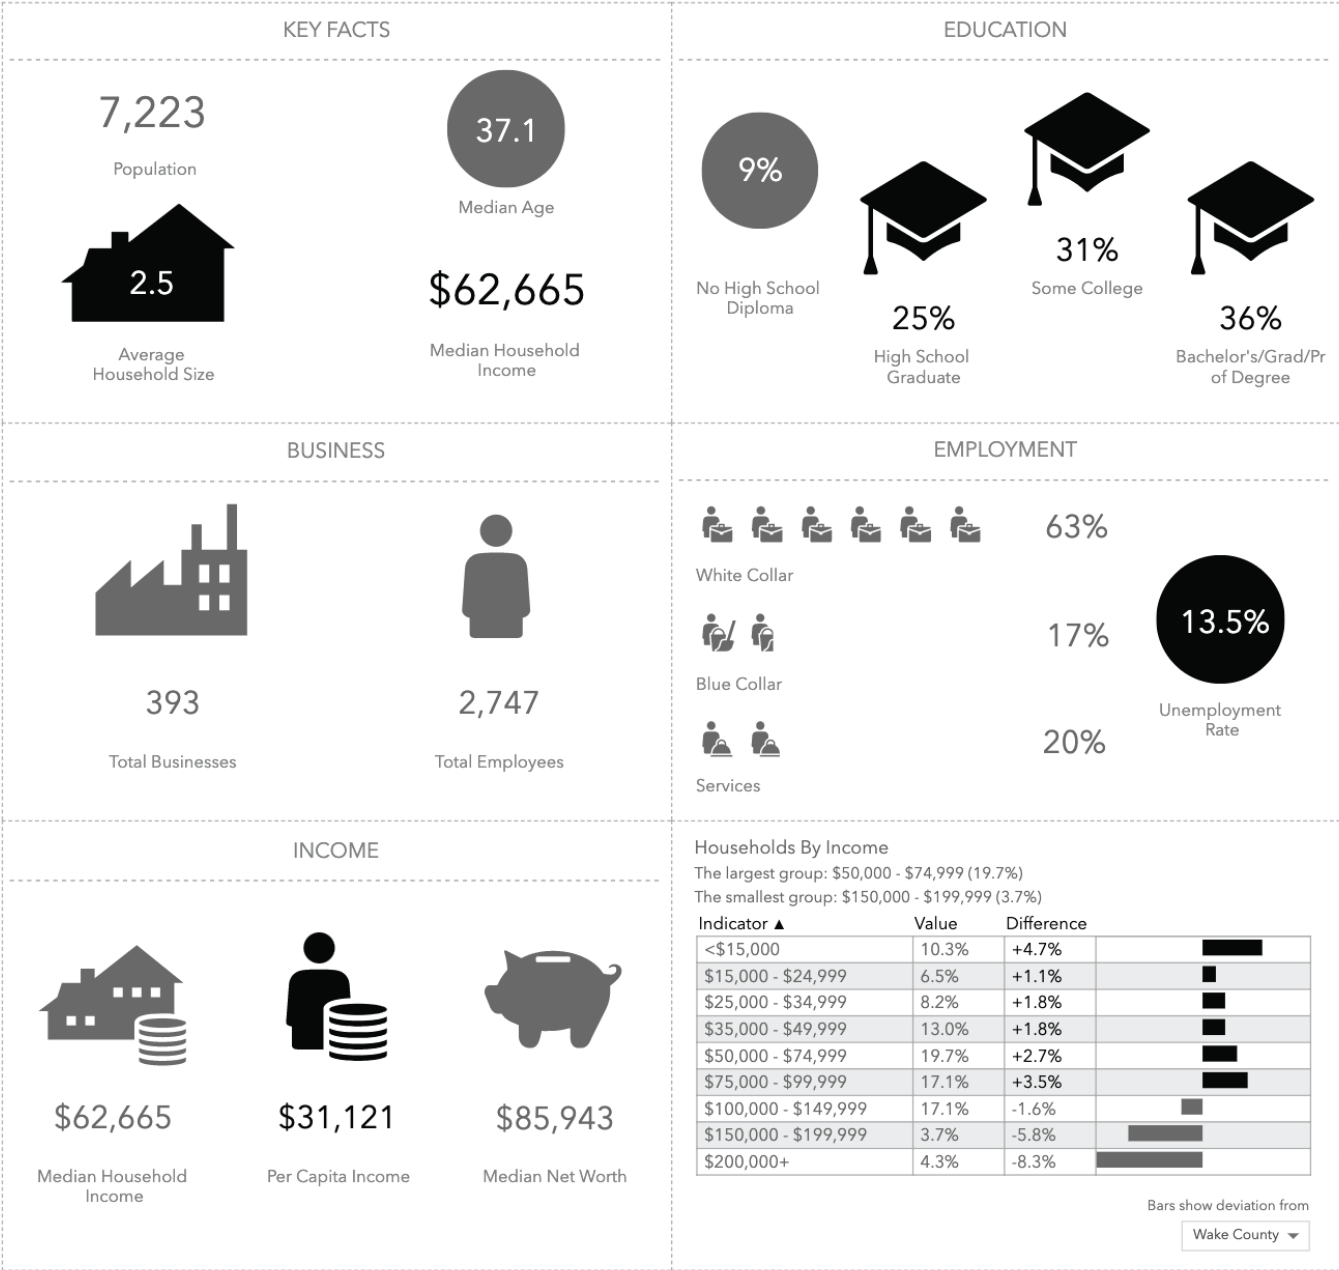 KEY FACTS
7,223
Population
37.1
Median Age
2.5
Average
Household Size
$62,665
Median Household
Income
EDUCATION
9%
No High School
Diploma
25%
High School
Graduate
31%
Some College
36%
Bachelor's/Grad/Pr
of Degree
BUSINESS
393
Total Businesses
2,747
Total Employees
EMPLOYMENT
63%
White Collar
17%
Blue Collar
20%
Services
13.5%
Unemployment
Rate
INCOME
$62,665
Median Household
Income
$31,121
Per Capita Income
$85,943
Median Net Worth
Households By Income
The largest group: $50,000 - $74,999 (19.7%)
The smallest group: $150,000 - $199,999 (3.7%)
Indicator ▲ Value Difference
<$15,000 10.3% +4.7%
$15,000 - $24,999 6.5% +1.1%
$25,000 - $34,999 8.2% +1.8%
$35,000 - $49,999 13.0% +1.8%
$50,000 - $74,999 19.7% +2.7%
$75,000 - $99,999 17.1% +3.5%
$100,000 - $149,999 17.1% -1.6%
$150,000 - $199,999 3.7% -5.8%
$200,000+ 4.3% -8.3%
Bars show deviation from
Wake County